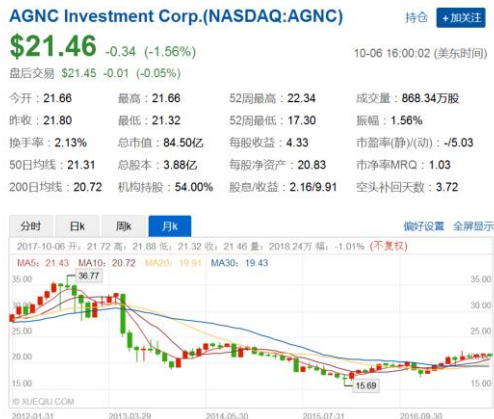 AGNC Investment Corp.(NASDAQ:AGNC) 持仓 +加关注
$21.46 -0.34 (-1.56%) 10-06 16:00:02 (美东时间)
盘后交易 $21.45 -0.01 (-0.05%)
今开：21.66 最高：21.66 52周最高：22.34 成交量：868.34万股
昨收：21.80 最低：21.32 52周最低：17.30 振幅：1.56%
换手率：2.13% 总市值：84.50亿 每股收益：4.33 市盈率(静)/(动)：-/5.03
50日均线：21.31 总股本：3.88亿 每股净资产：20.83 市净率MRQ：1.03
200日均线：20.72 机构持股：54.00% 股息/收益：2.16/9.91 空头补回天数：3.72
分时 日k 周k 月k 偏好设置 全屏显示
2017-10-06 开：21.72 高：21.88 低：21.32 收：21.46 量：2018.24万 幅：-1.01% (不复权)
MA5：21.43 MA10：20.72 MA20：19.91 MA30：19.43
36.77
35.00 35.00
30.00 30.00
25.00 25.00
20.00 20.00
15.00 15.69 15.00
© XUEQIU.COM
2012-01-31 2013-03-29 2014-05-30 2015-07-31 2016-09-30